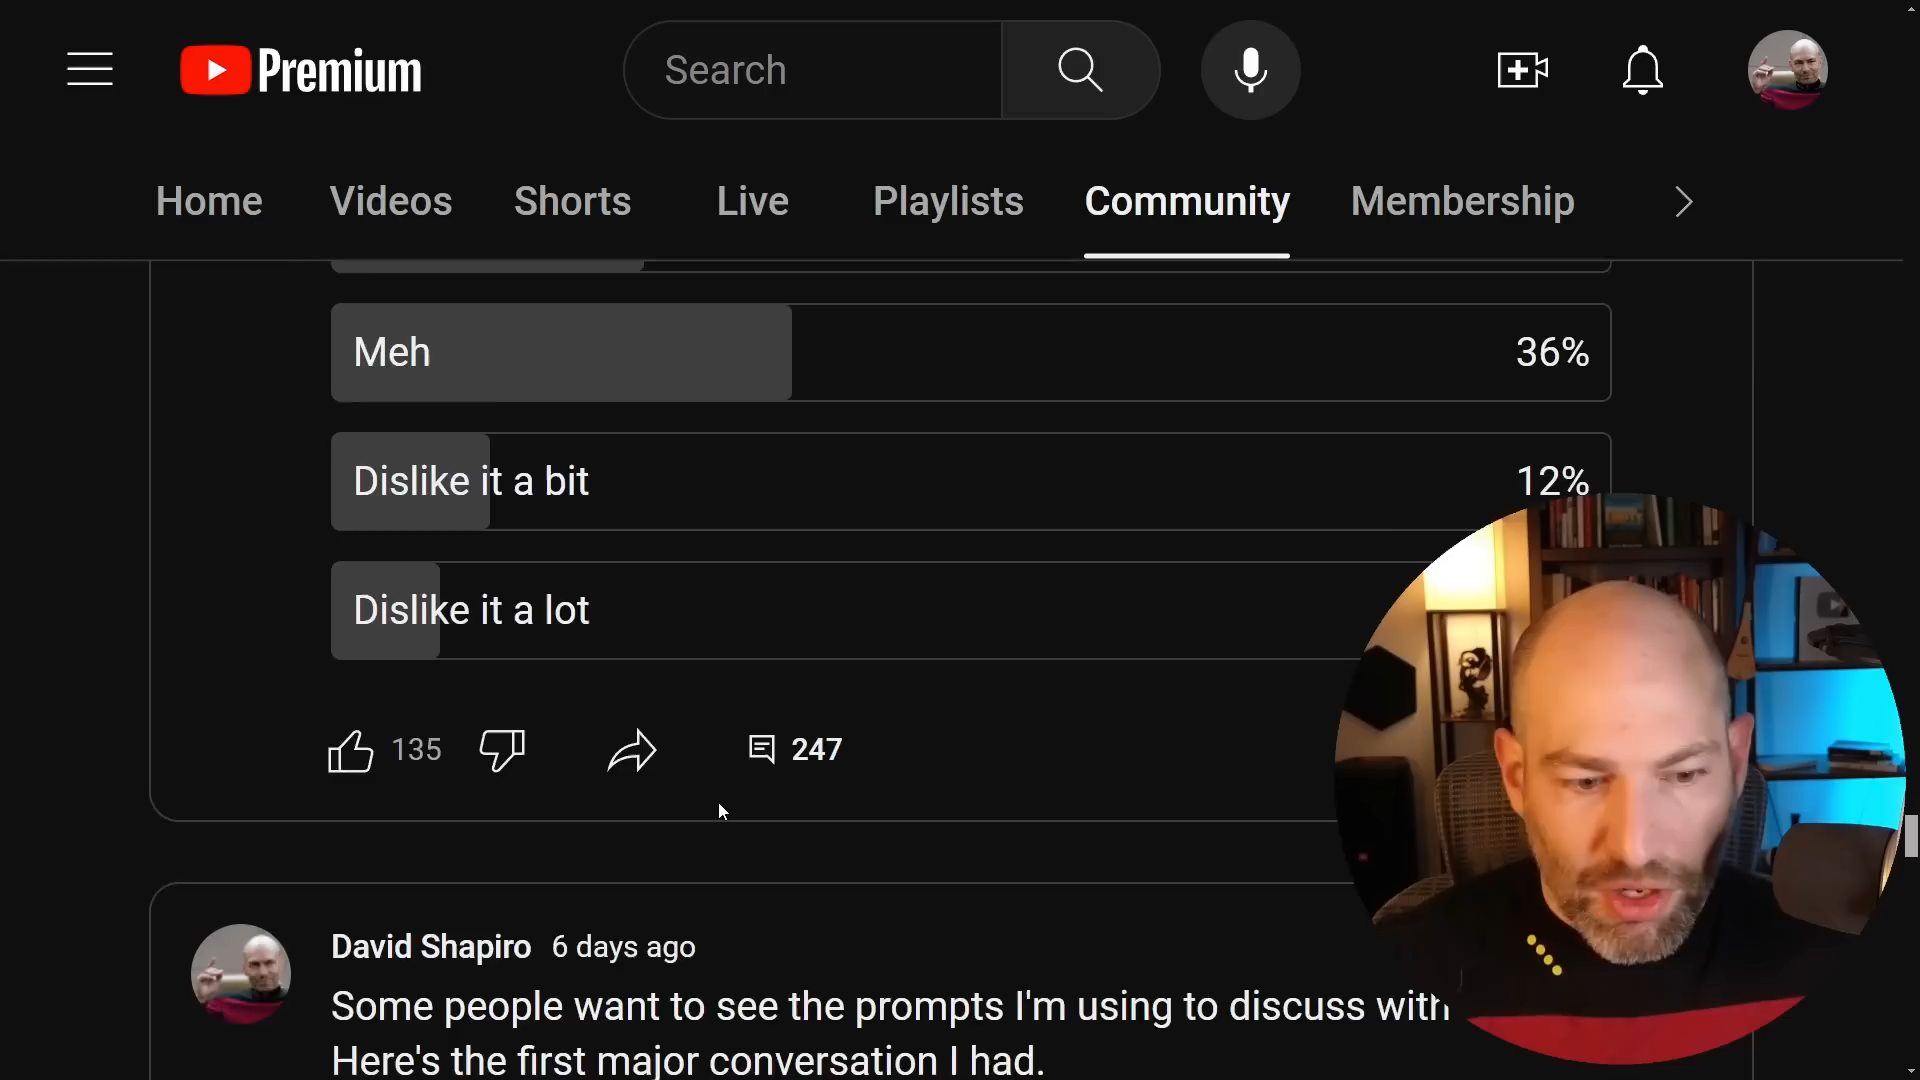 Premium
Search
Home Videos Shorts Live Playlists Community Membership
Meh 36%
Dislike it a bit 12%
Dislike it a lot
135 247
David Shapiro 6 days ago
Some people want to see the prompts I'm using to discuss with
Here's the first major conversation I had.